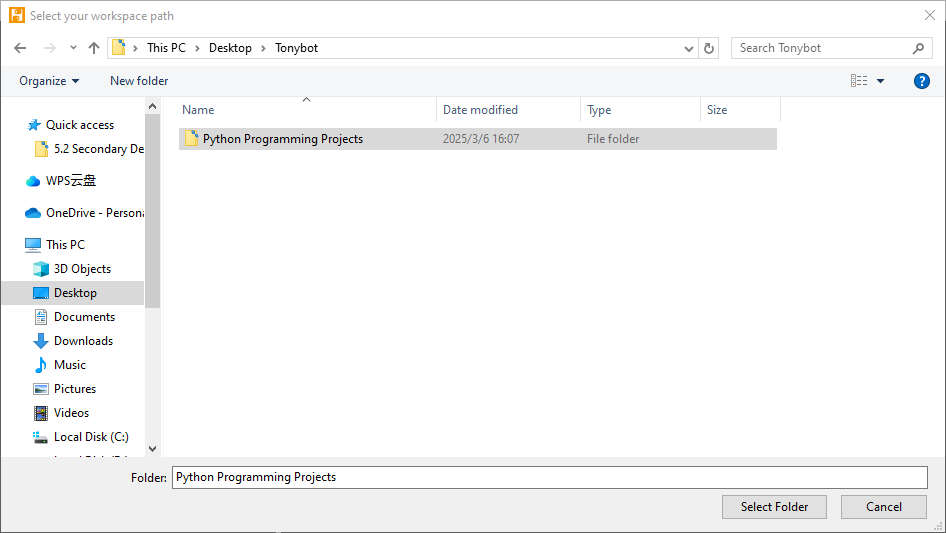 Select your workspace path
This PC > Desktop > Tonybot
Search Tonybot
Organize New folder
Name Date modified Type Size
Python Programming Projects 2025/3/6 16:07 File folder
Quick access
5.2 Secondary De
WPS云盘
OneDrive - Persona
This PC
3D Objects
Desktop
Documents
Downloads
Music
Pictures
Videos
Local Disk (C:)
Folder: Python Programming Projects
Select Folder Cancel